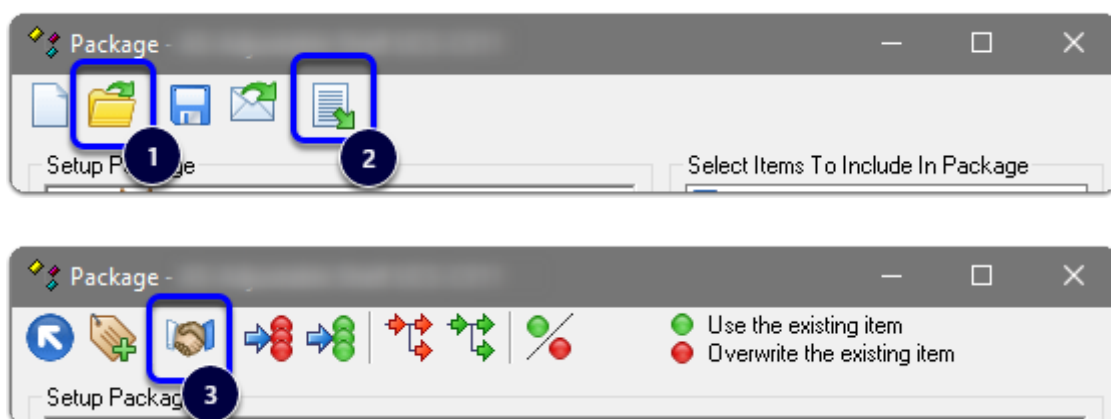 Package -
1
2
Setup P ge
Select Items To Include In Package
Package -
Use the existing item
Overwrite the existing item
3
Setup Packag